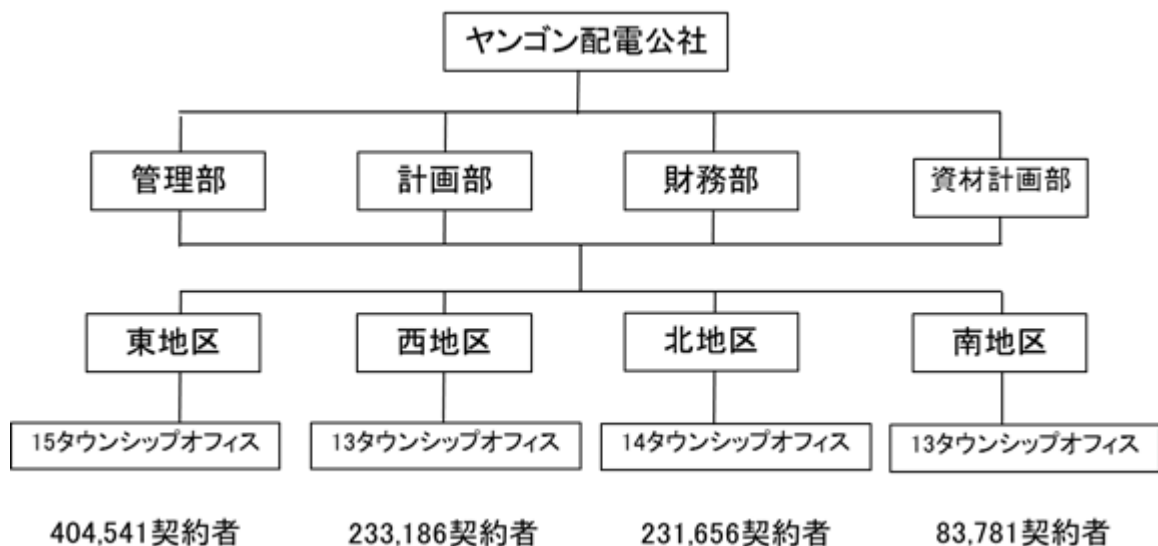 ヤンゴン配電公社
管理部
計画部
財務部
資材計画部
東地区
西地区
北地区
南地区
15タウンシップオフィス
13タウンシップオフィス
14タウンシップオフィス
13タウンシップオフィス
404,541契約者
233,186契約者
231,656契約者
83,781契約者